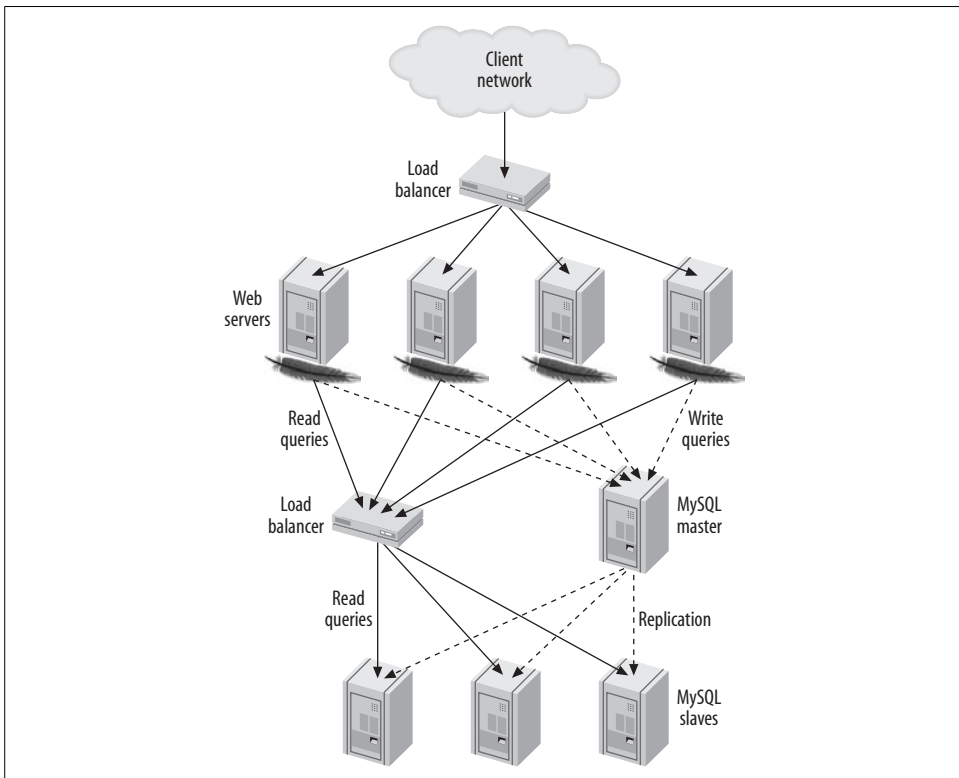 Client
network
Load
balancer
Web
servers
Read
queries
Write
queries
Load
balancer
MySQL
master
Read
queries
Replication
MySQL
slaves